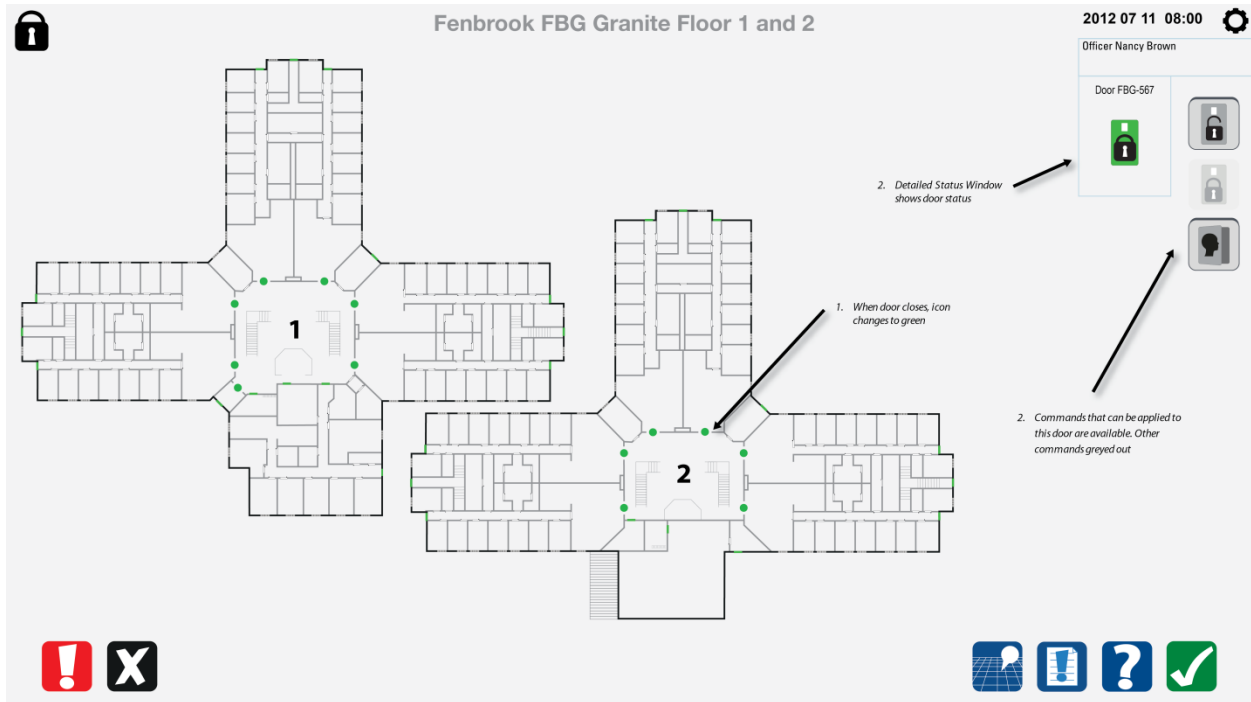 Fenbrook FBG Granite Floor 1 and 2
2012 07 11 08:00
Officer Nancy Brown
Door FBG-567
2. Detailed Status Window
shows door status
1. When door closes, icon
changes to green
2. Commands that can be applied to
this door are available. Other
commands greyed out
1
2